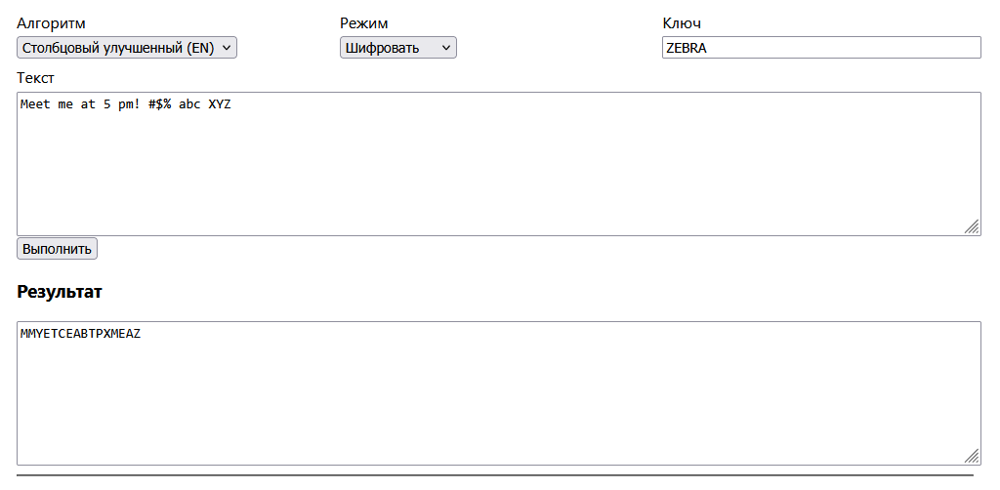 Алгоритм Режим Ключ
Столбцовый улучшенный (EN) Шифровать ZEBRA
Текст
Meet me at 5 pm! #$% abc XYZ
Выполнить
Результат
MMYETCEABTPXMEAZ